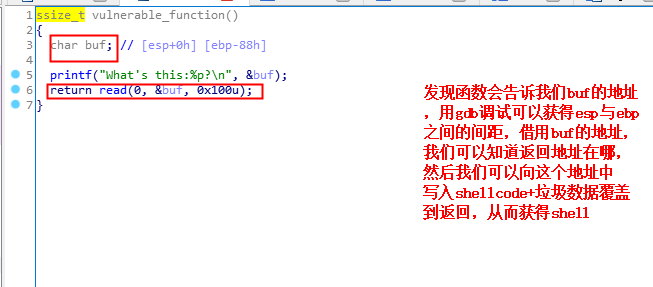 1 ssize_t vulnerable_function()
2 {
3 char buf; // [esp+0h] [ebp-88h]
4
5 printf("What's this:%p?\n", &buf);
6 return read(0, &buf, 0x100u);
7 }
发现函数会告诉我们buf的地址
，用gdb调试可以获得esp与ebp
之间的间距，借用buf的地址，
我们可以知道返回地址在哪，
然后我们可以向这个地址中
写入shellcode+垃圾数据覆盖
到返回，从而获得shell